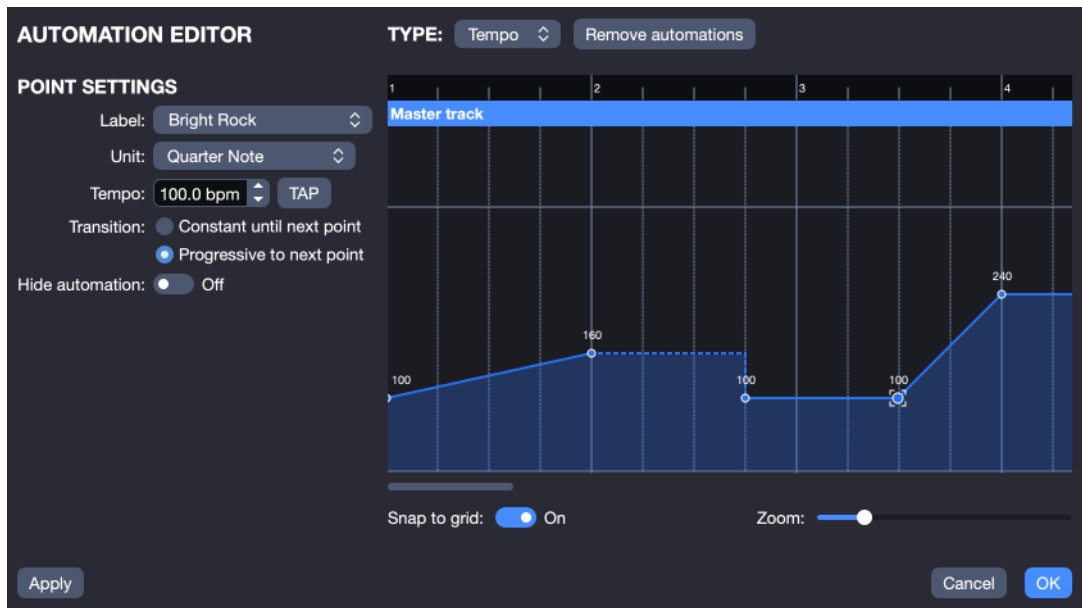 AUTOMATION EDITOR
TYPE: Tempo Remove automations
POINT SETTINGS
Label: Bright Rock
Unit: Quarter Note
Tempo: 100.0 bpm TAP
Transition: Constant until next point
Progressive to next point
Hide automation: Off
1 2 3 4
Master track
240
160
100 100 100
Snap to grid: On Zoom:
Apply Cancel OK